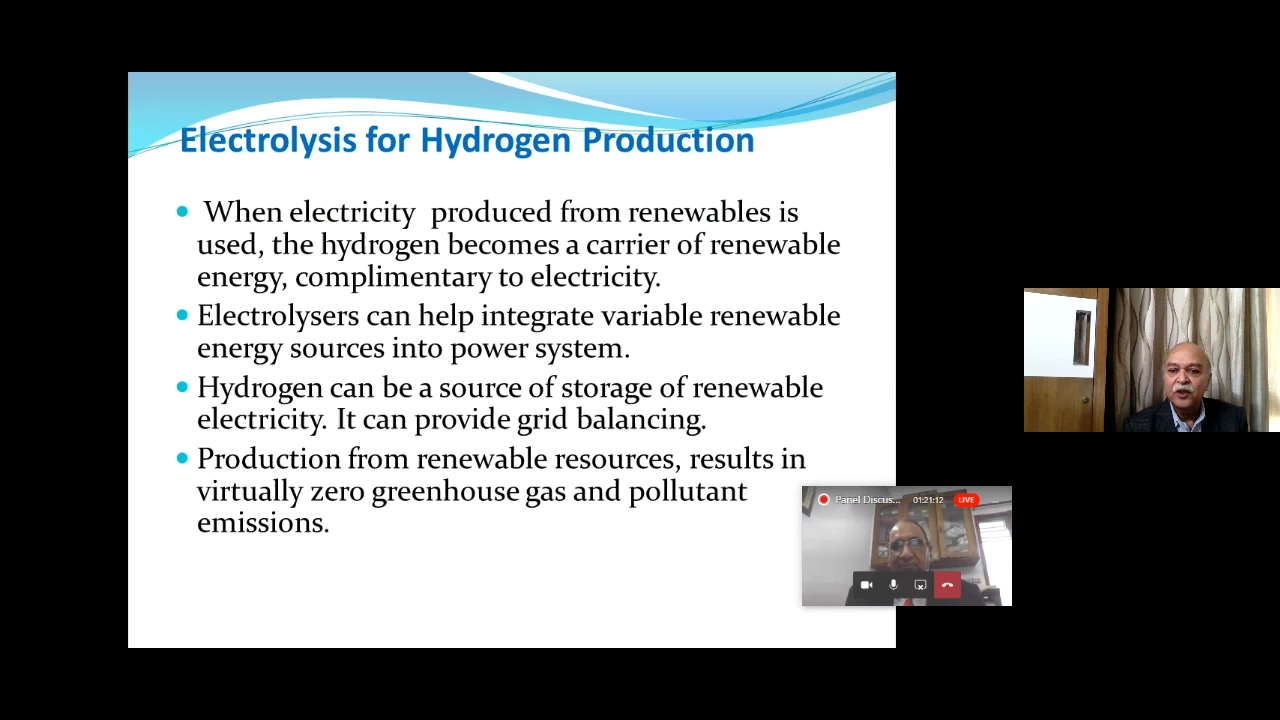 Electrolysis for Hydrogen Production
When electricity produced from renewables is
used, the hydrogen becomes a carrier of renewable
energy, complimentary to electricity.
Electrolysers can help integrate variable renewable
energy sources into power system.
Hydrogen can be a source of storage of renewable
electricity. It can provide grid balancing.
Production from renewable resources, results in
virtually zero greenhouse gas and pollutant
emissions.
Panel Discus... 01:21:12 LIVE